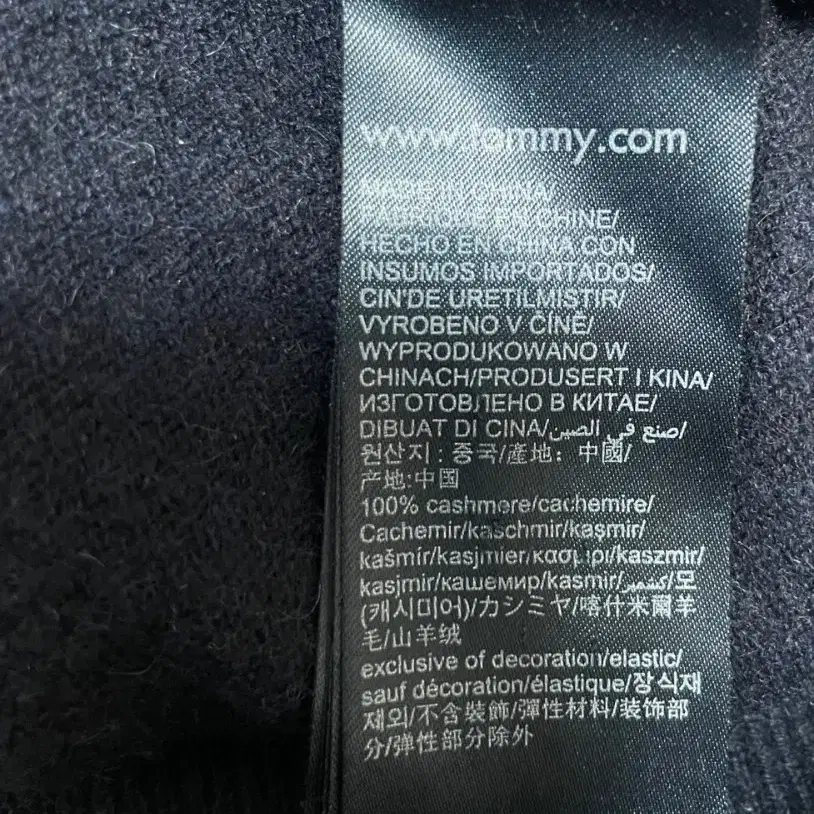 www.tommy.com
MADE IN CHINA/
FABRIQUE EN CHINE/
HECHO EN CHINA CON
INSUMOS IMPORTADOS/
CIN'DE URETILMISTIR/
VYROBENO V ČÍNĚ/
WYPRODUKOWANO W
CHINACH/PRODUSERT I KINA/
ИЗГОТОВЛЕНО В КИТАЕ/
DIBUAT DI CINA/صنع في الصين/
원산지 : 중국/產地： 中國/
产地:中国
100% cashmere/cachemire/
Cachemir/kaschmir/kaşmir/
kašmír/kasjmier/κασμιρι/kaszmir/
kasjmir/кашемир/kasmir/كشمير/모
(캐시미어)/カシミヤ/喀什米爾羊
毛/山羊绒
exclusive of decoration/elastic/
sauf décoration/élastique/장식재
제외/不含裝飾/彈性材料/装饰部
分/弹性部分除外